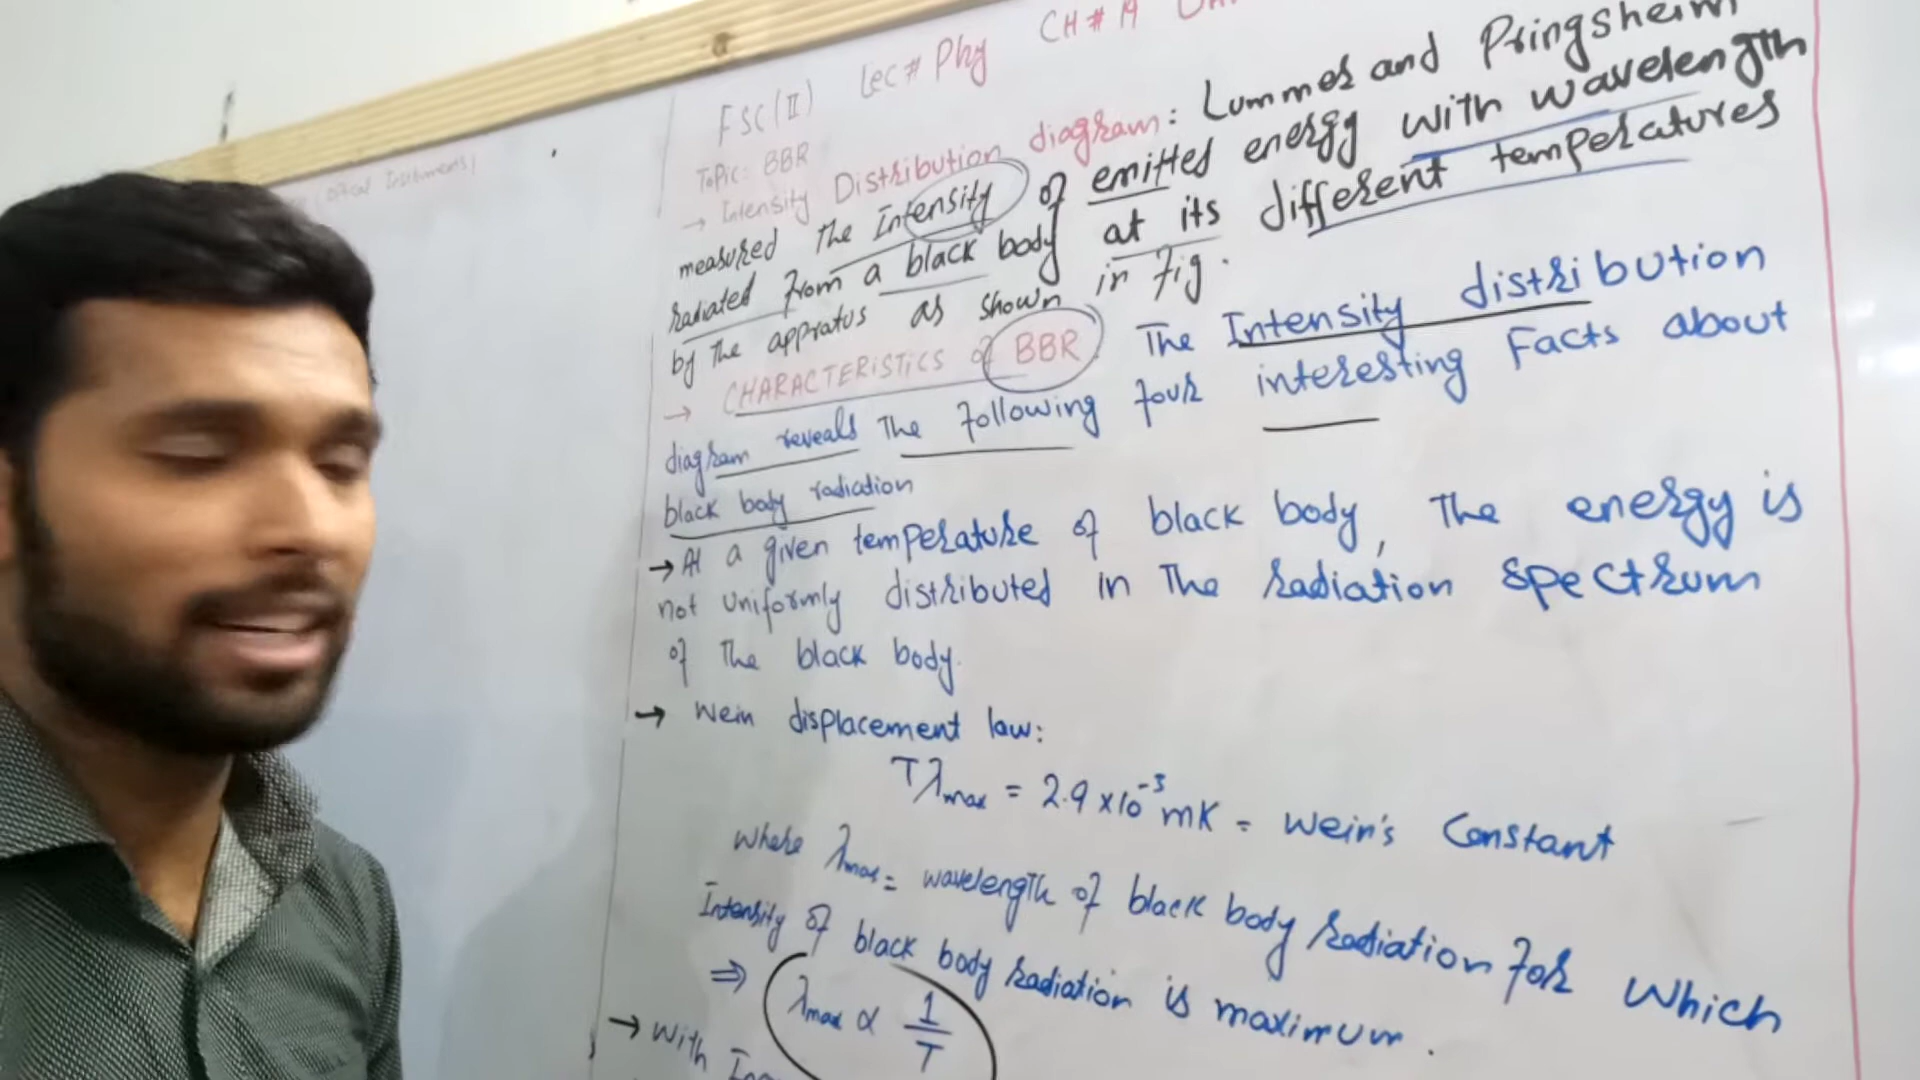 FSC(II) Lec# Phy CH# 19
Topic: BBR
→ Intensity Distribution diagram: Lummer and Pringsheim
measured the Intensity of emitted energy with wavelength
radiated from a black body at its different temperatures
by the appratus as shown in fig.
→ CHARACTERISTICS of BBR. The Intensity distribution
diagram reveals the following four interesting Facts about
black body radiation
→ At a given temperature of black body, The energy is
not uniformly distributed in The radiation spectrum
of The black body.
→ Wein displacement law:
Tλmax = 2.9 ×10⁻³ mK = Wein's Constant
where λmax = wavelength of black body radiation for which
Intensity of black body radiation is maximum.
⇒ λmax ∝ 1/T
→ With